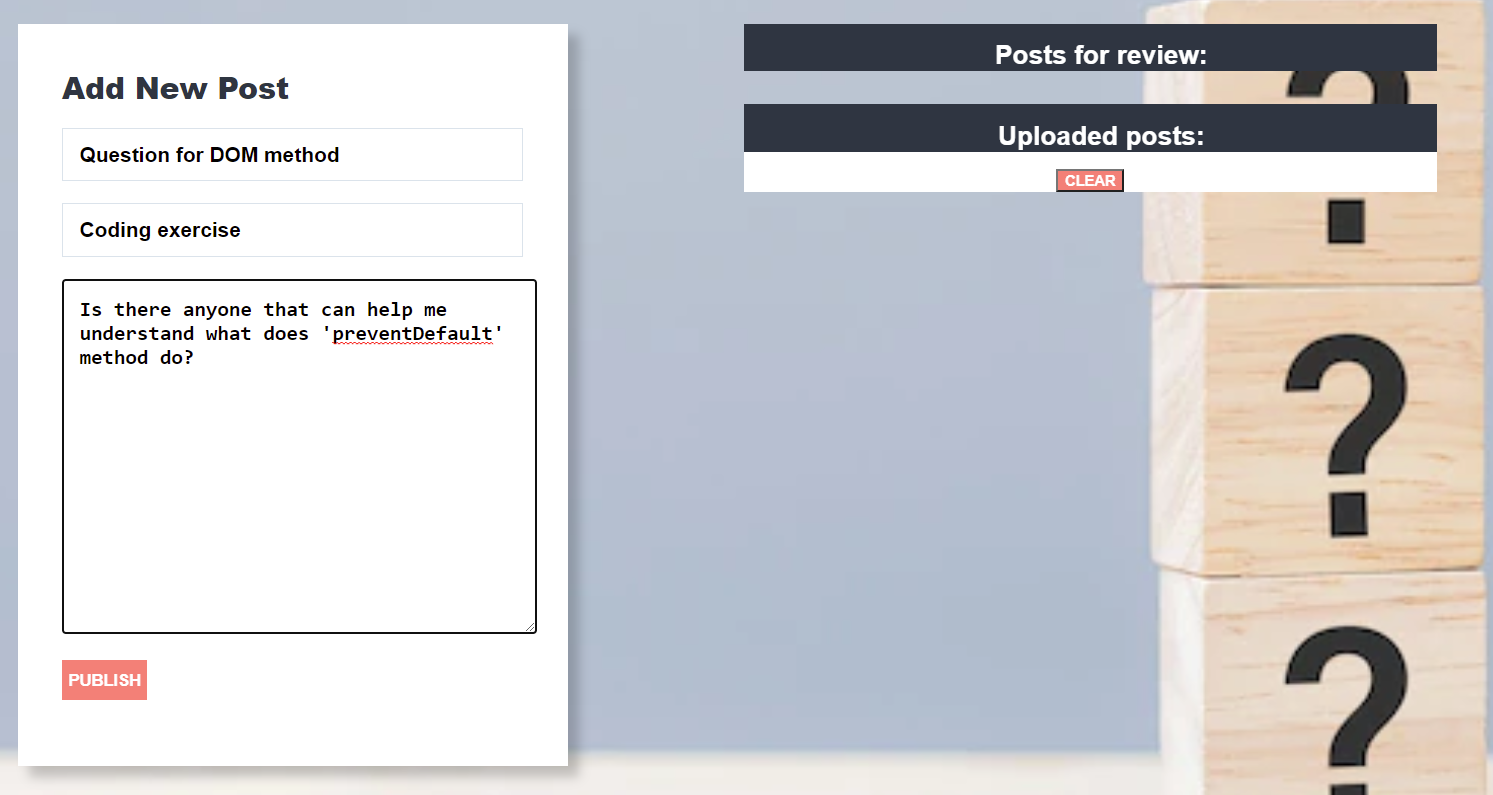 Add New Post
Question for DOM method
Coding exercise
Is there anyone that can help me
understand what does 'preventDefault'
method do?
PUBLISH
Posts for review:
Uploaded posts:
CLEAR
?
?
?